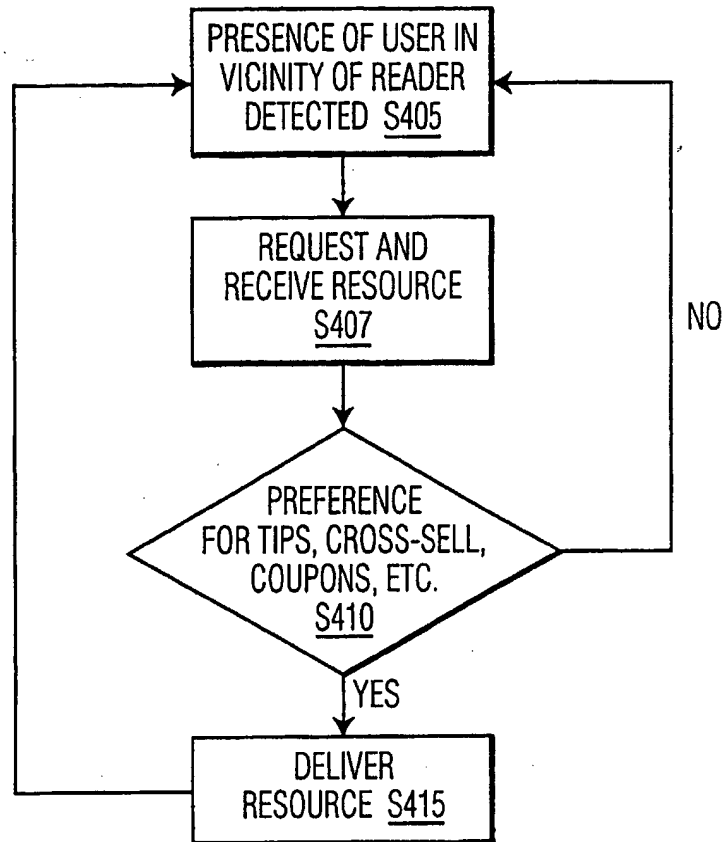 PRESENCE OF USER IN
VICINITY OF READER
DETECTED S405
REQUEST AND
RECEIVE RESOURCE
S407
NO
PREFERENCE
FOR TIPS, CROSS-SELL,
COUPONS, ETC.
S410
YES
DELIVER
RESOURCE S415